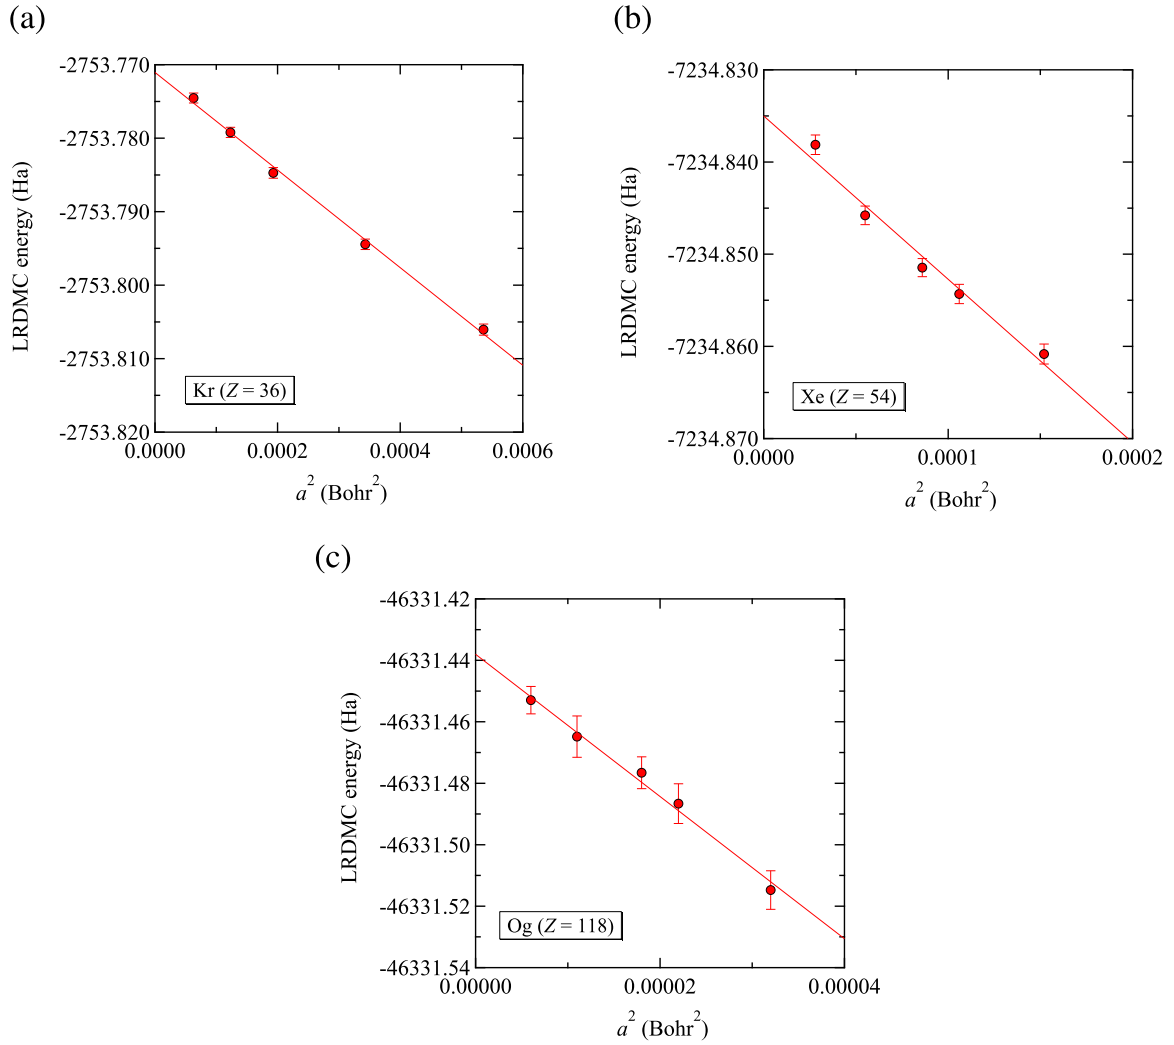 (a)
-2753.770
-2753.780
-2753.790
-2753.800
-2753.810
-2753.820
LRDMC energy (Ha)
Kr (Z = 36)
0.0000 0.0002 0.0004 0.0006
a² (Bohr²)
(b)
-7234.830
-7234.840
-7234.850
-7234.860
-7234.870
LRDMC energy (Ha)
Xe (Z = 54)
0.0000 0.0001 0.0002
a² (Bohr²)
(c)
-46331.42
-46331.44
-46331.46
-46331.48
-46331.50
-46331.52
-46331.54
LRDMC energy (Ha)
Og (Z = 118)
0.00000 0.00002 0.00004
a² (Bohr²)